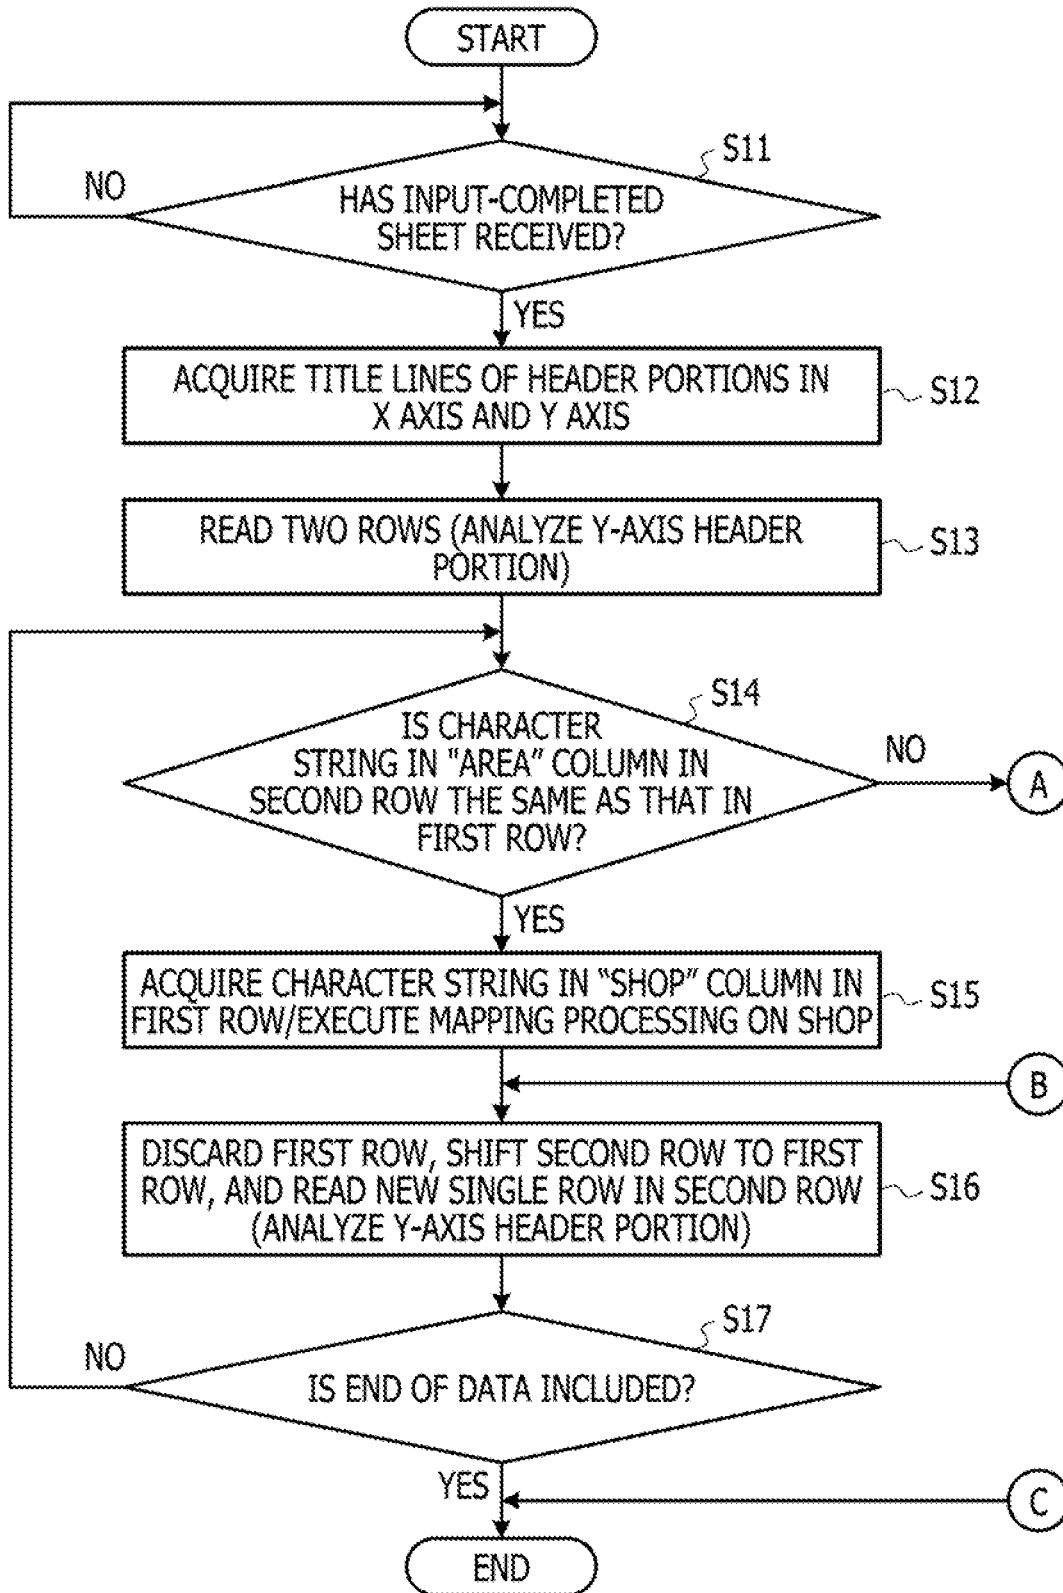 START
S11
NO
HAS INPUT-COMPLETED
SHEET RECEIVED?
YES
ACQUIRE TITLE LINES OF HEADER PORTIONS IN
X AXIS AND Y AXIS
S12
READ TWO ROWS (ANALYZE Y-AXIS HEADER
PORTION)
S13
S14
IS CHARACTER
STRING IN "AREA" COLUMN IN
SECOND ROW THE SAME AS THAT IN
FIRST ROW?
NO
A
YES
ACQUIRE CHARACTER STRING IN "SHOP" COLUMN IN
FIRST ROW/EXECUTE MAPPING PROCESSING ON SHOP
S15
B
DISCARD FIRST ROW, SHIFT SECOND ROW TO FIRST
ROW, AND READ NEW SINGLE ROW IN SECOND ROW
(ANALYZE Y-AXIS HEADER PORTION)
S16
S17
NO
IS END OF DATA INCLUDED?
YES
C
END